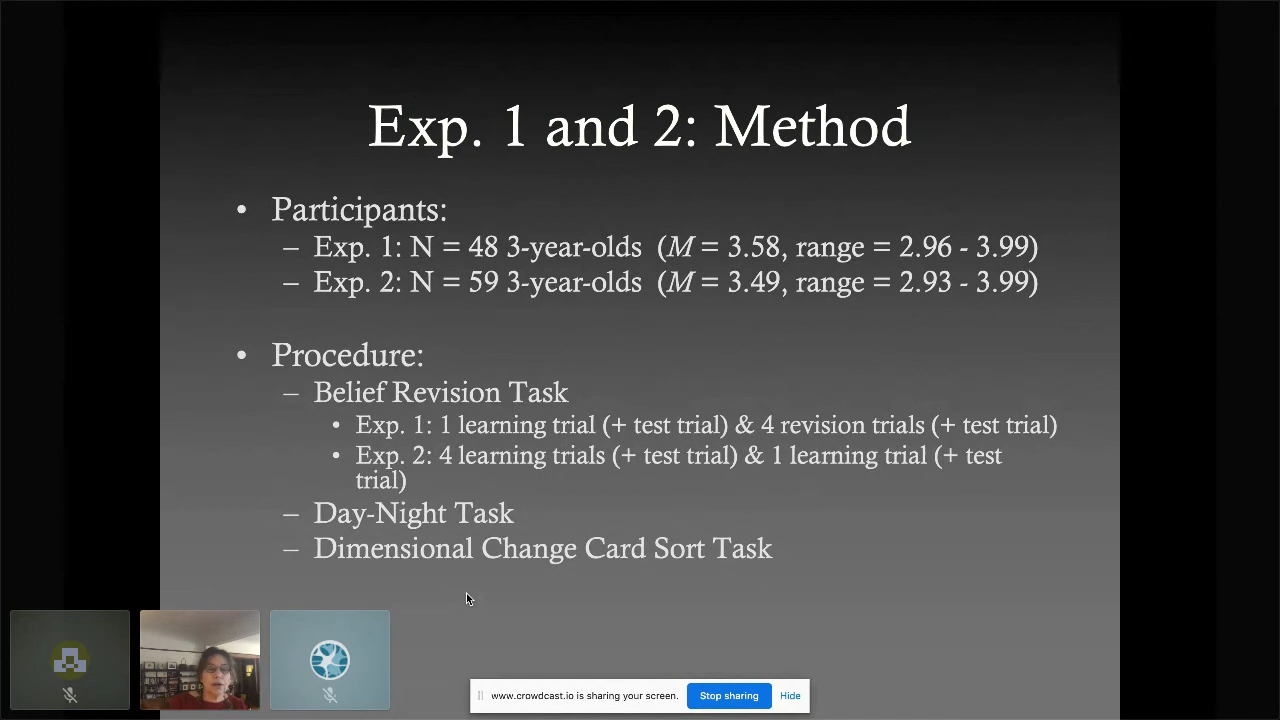 Exp. 1 and 2: Method
• Participants:
– Exp. 1: N = 48 3-year-olds (M = 3.58, range = 2.96 - 3.99)
– Exp. 2: N = 59 3-year-olds (M = 3.49, range = 2.93 - 3.99)
• Procedure:
– Belief Revision Task
• Exp. 1: 1 learning trial (+ test trial) & 4 revision trials (+ test trial)
• Exp. 2: 4 learning trials (+ test trial) & 1 learning trial (+ test
trial)
– Day-Night Task
– Dimensional Change Card Sort Task
www.crowdcast.io is sharing your screen. Stop sharing Hide